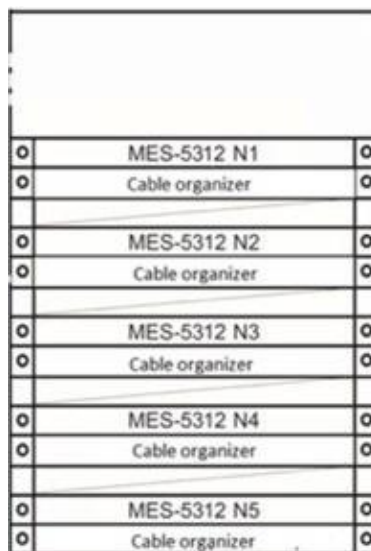 MES-5312 N1
Cable organizer
MES-5312 N2
Cable organizer
MES-5312 N3
Cable organizer
MES-5312 N4
Cable organizer
MES-5312 N5
Cable organizer